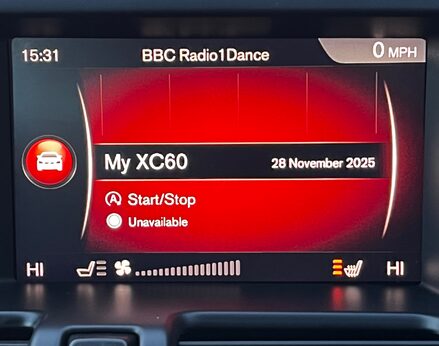 15:31 BBC Radio1Dance 0 MPH
My XC60 28 November 2025
A Start/Stop
Unavailable
HI HI